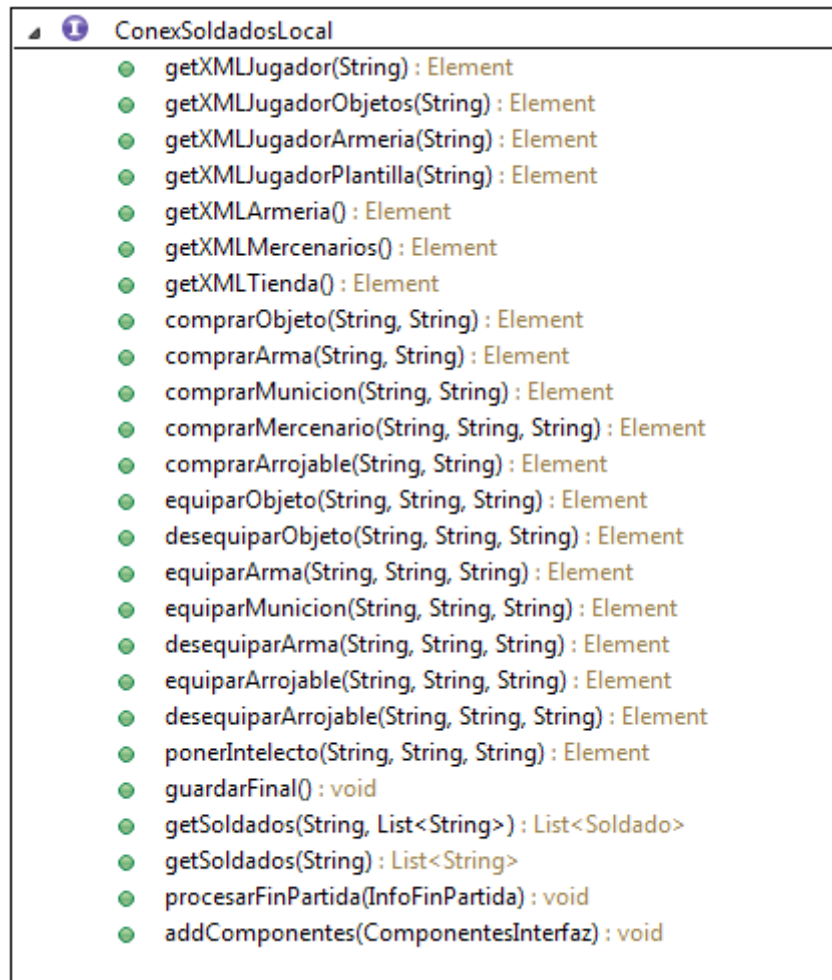 ConexSoldadosLocal
getXMLJugador(String) : Element
getXMLJugadorObjetos(String) : Element
getXMLJugadorArmeria(String) : Element
getXMLJugadorPlantilla(String) : Element
getXMLArmeria() : Element
getXMLMercenarios() : Element
getXMLTienda() : Element
comprarObjeto(String, String) : Element
comprarArma(String, String) : Element
comprarMunicion(String, String) : Element
comprarMercenario(String, String, String) : Element
comprarArrojable(String, String) : Element
equiparObjeto(String, String, String) : Element
desequiparObjeto(String, String, String) : Element
equiparArma(String, String, String) : Element
equiparMunicion(String, String, String) : Element
desequiparArma(String, String, String) : Element
equiparArrojable(String, String, String) : Element
desequiparArrojable(String, String, String) : Element
ponerIntelecto(String, String, String) : Element
guardarFinal() : void
getSoldados(String, List<String>) : List<Soldado>
getSoldados(String) : List<String>
procesarFinPartida(InfoFinPartida) : void
addComponentes(ComponentesInterfaz) : void